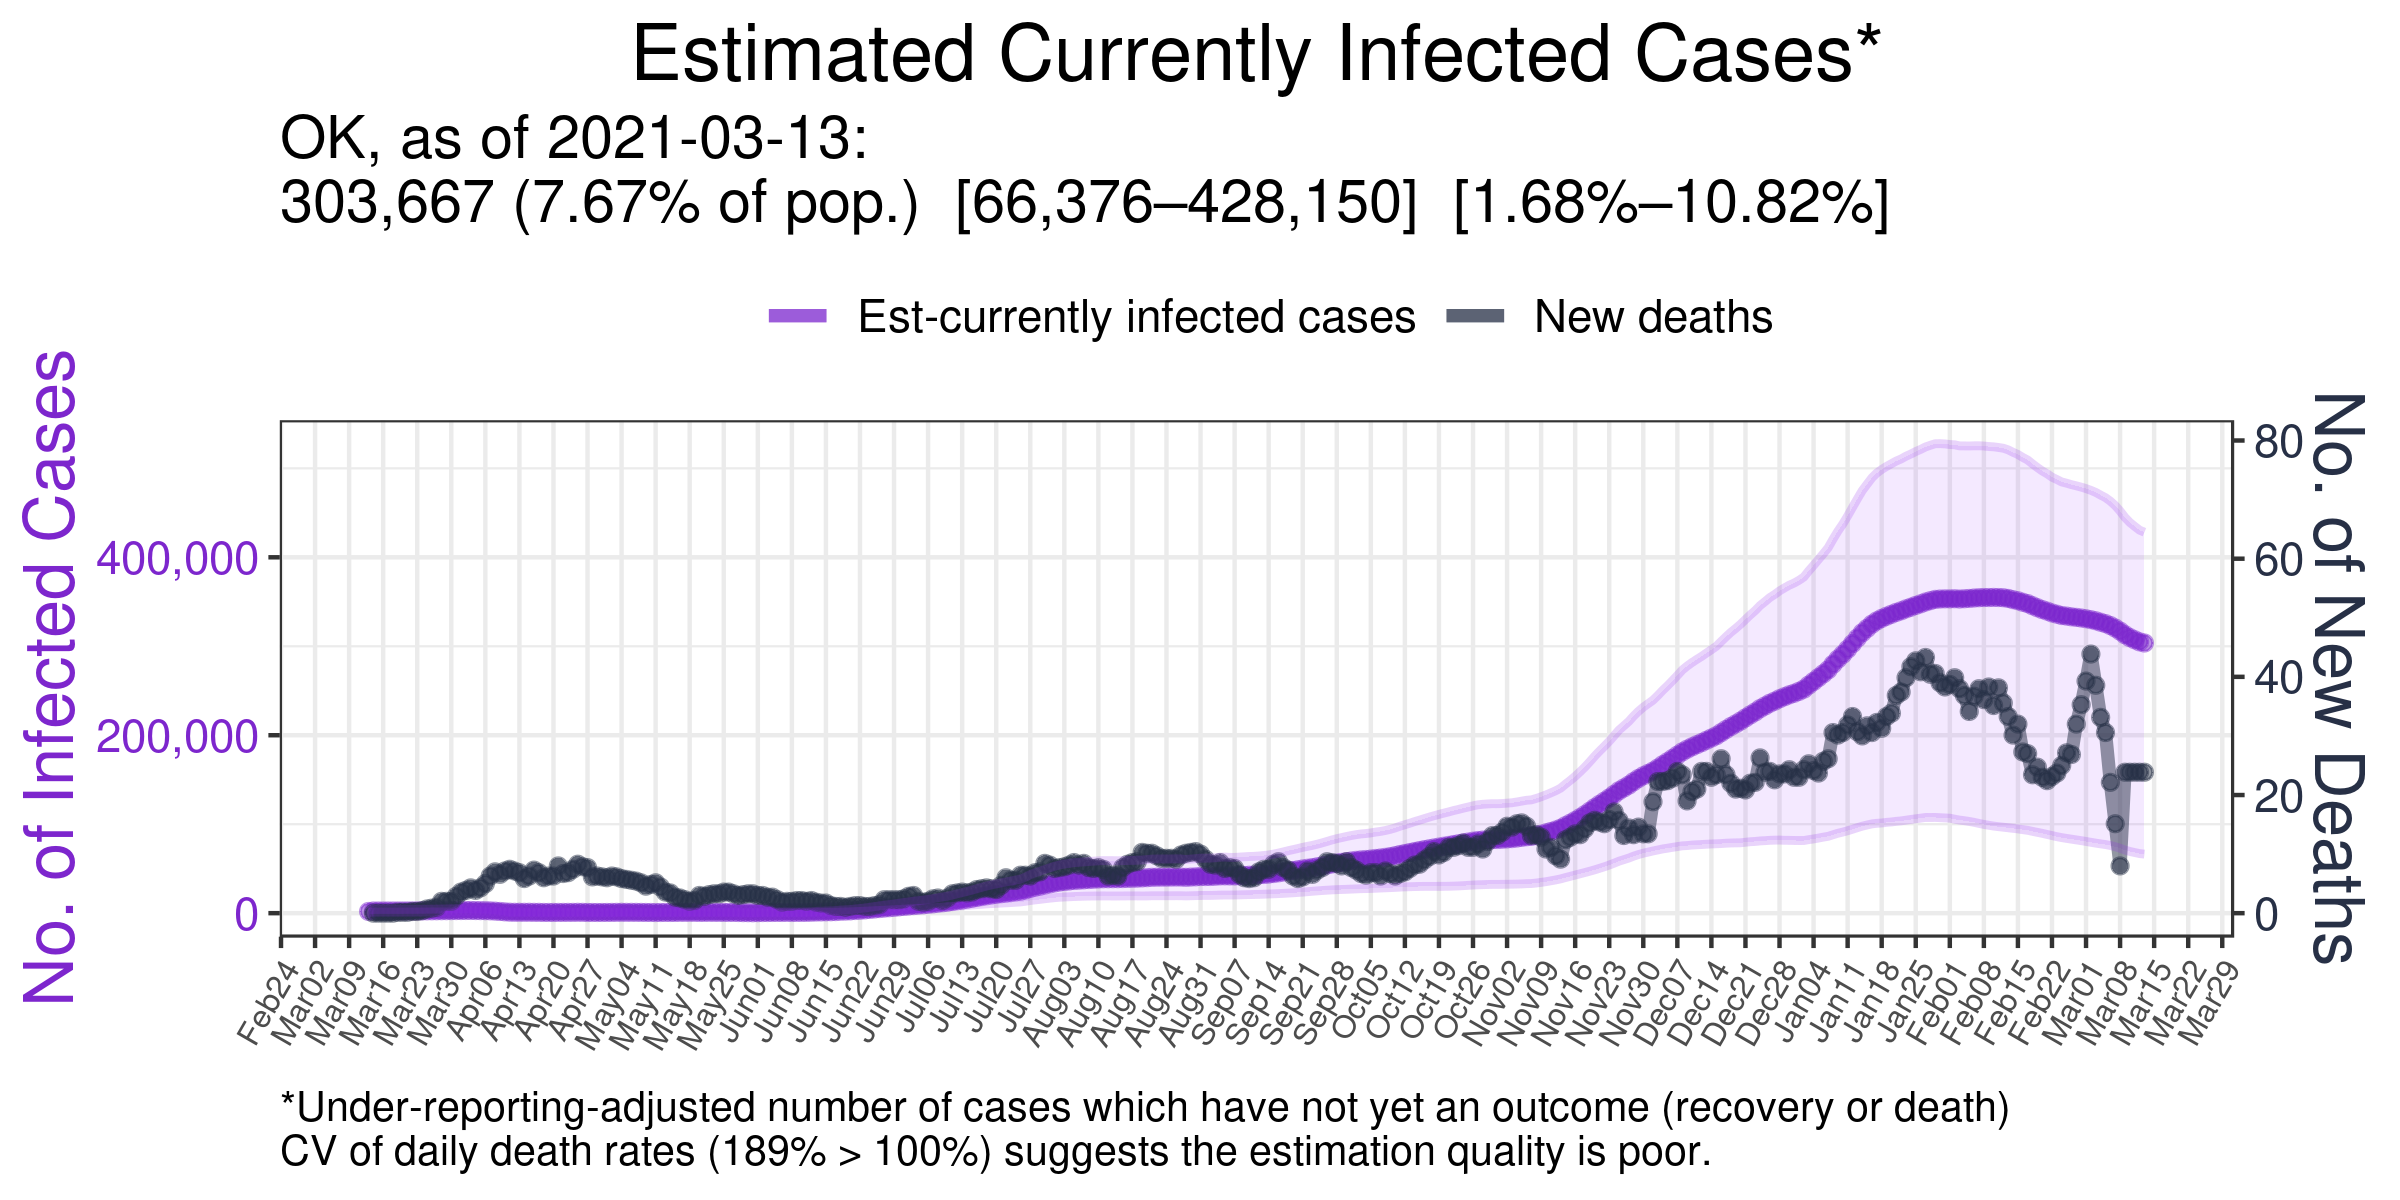 Estimated Currently Infected Cases*
OK, as of 2021-03-13:
303,667 (7.67% of pop.)  [66,376–428,150]  [1.68%–10.82%]
Est-currently infected cases
New deaths
No. of Infected Cases
400,000
200,000
0
80
60
40
20
0
No. of New Deaths
Feb24
Mar02
Mar09
Mar16
Mar23
Mar30
Apr06
Apr13
Apr20
Apr27
May04
May11
May18
May25
Jun01
Jun08
Jun15
Jun22
Jun29
Jul06
Jul13
Jul20
Jul27
Aug03
Aug10
Aug17
Aug24
Aug31
Sep07
Sep14
Sep21
Sep28
Oct05
Oct12
Oct19
Oct26
Nov02
Nov09
Nov16
Nov23
Nov30
Dec07
Dec14
Dec21
Dec28
Jan04
Jan11
Jan18
Jan25
Feb01
Feb08
Feb15
Feb22
Mar01
Mar08
Mar15
Mar22
Mar29
*Under-reporting-adjusted number of cases which have not yet an outcome (recovery or death)
CV of daily death rates (189% > 100%) suggests the estimation quality is poor.